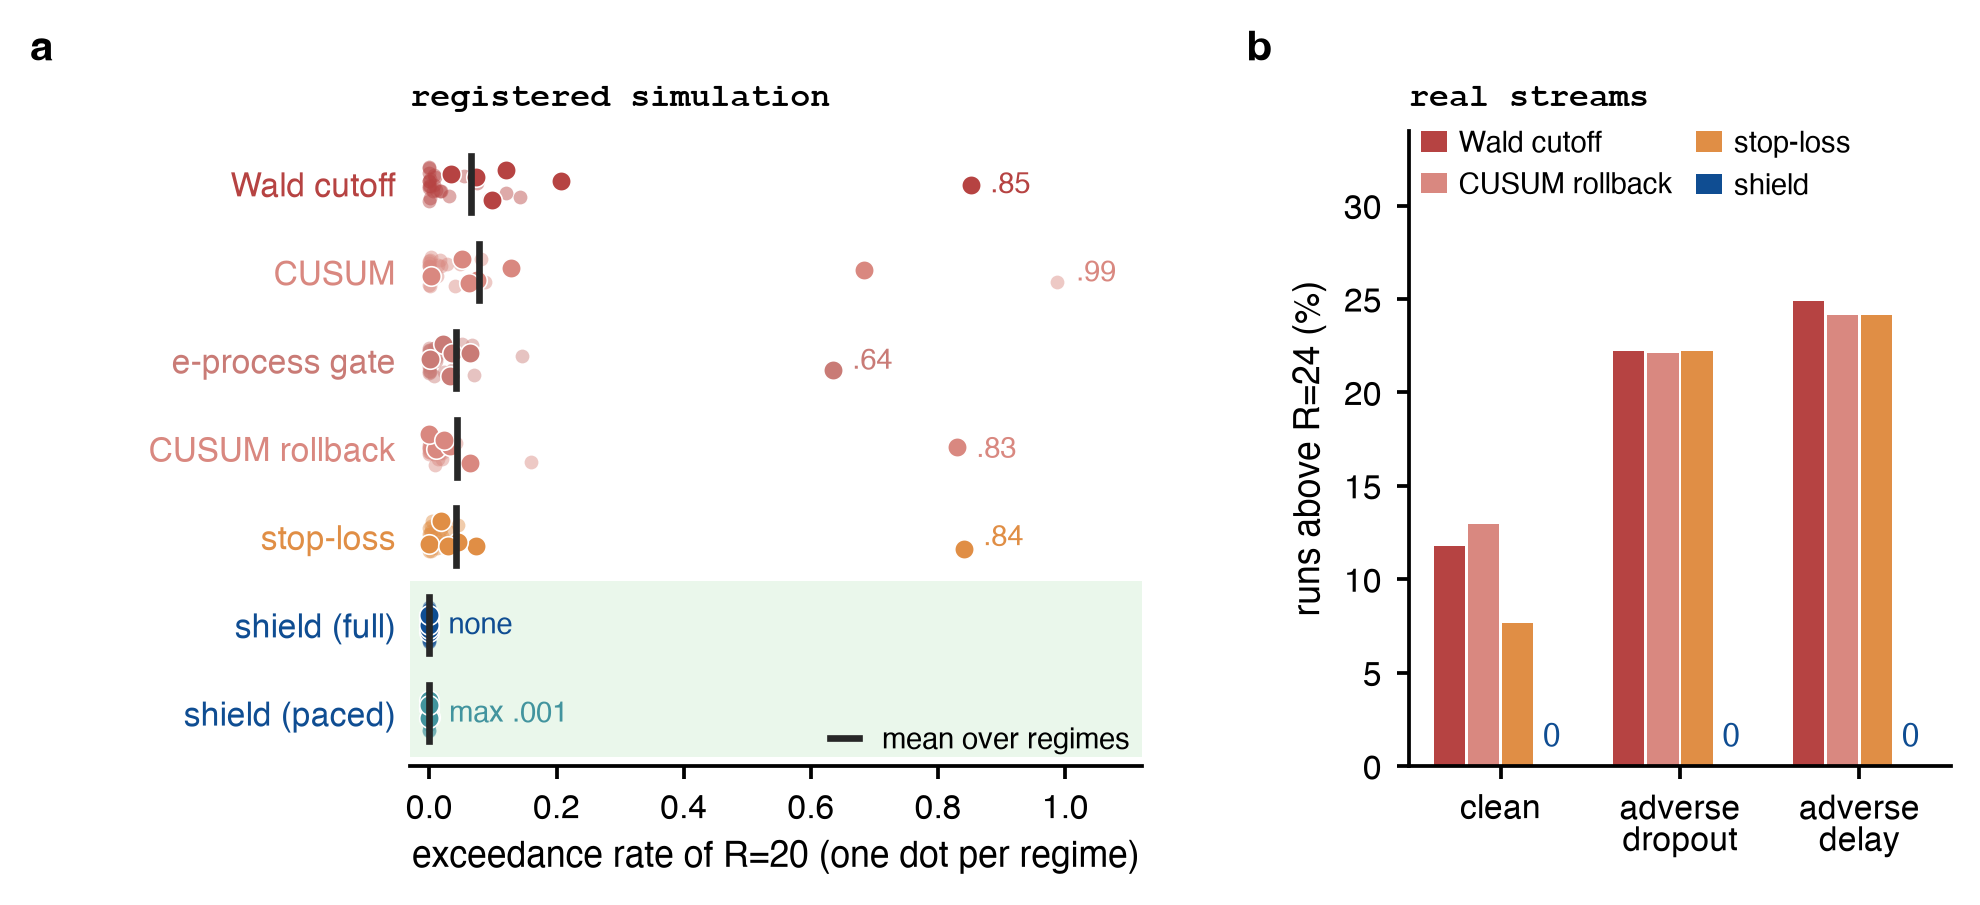 a
registered simulation
Wald cutoff
.85
CUSUM
.99
e-process gate
.64
CUSUM rollback
.83
stop-loss
.84
shield (full)
none
shield (paced)
max .001
mean over regimes
0.0 0.2 0.4 0.6 0.8 1.0
exceedance rate of R=20 (one dot per regime)
b
real streams
Wald cutoff
CUSUM rollback
stop-loss
shield
runs above R=24 (%)
30
25
20
15
10
5
0
0 0 0
clean
adverse
dropout
adverse
delay